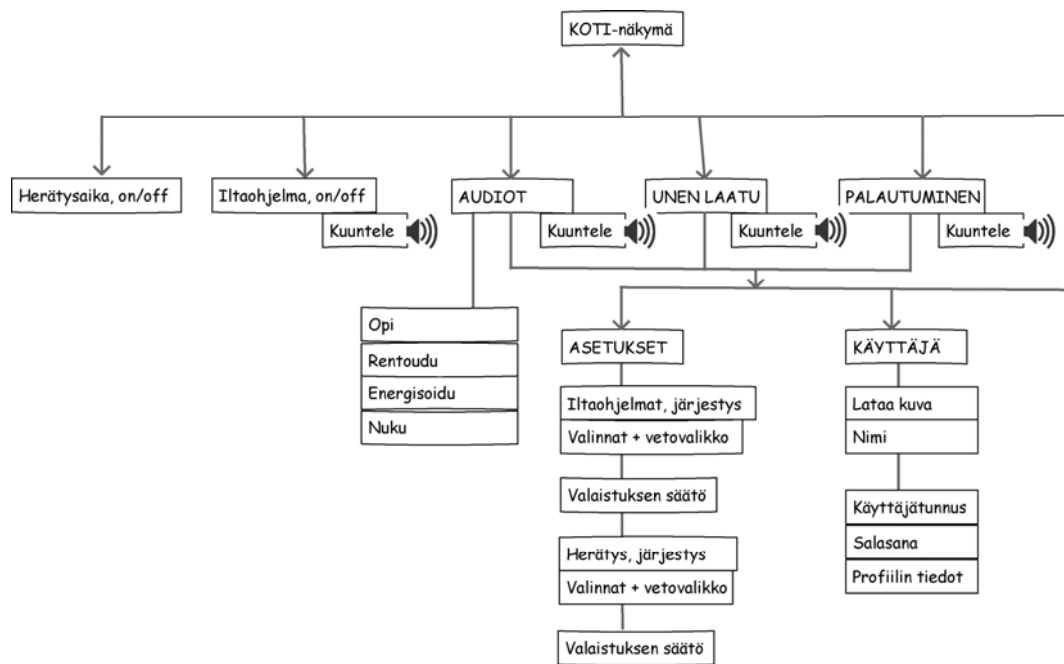 KOTI-näkymä
Herätysaika, on/off
Iltaohjelma, on/off
AUDIOT
UNEN LAATU
PALAUTUMINEN
Kuuntele
Kuuntele
Kuuntele
Kuuntele
Opi
Rentoudu
Energisoidu
Nuku
ASETUKSET
Iltaohjelmat, järjestys
Valinnat + vetovalikko
Valaistuksen säätö
Herätys, järjestys
Valinnat + vetovalikko
Valaistuksen säätö
KÄYTTÄJÄ
Lataa kuva
Nimi
Käyttäjätunnus
Salasana
Profiilin tiedot